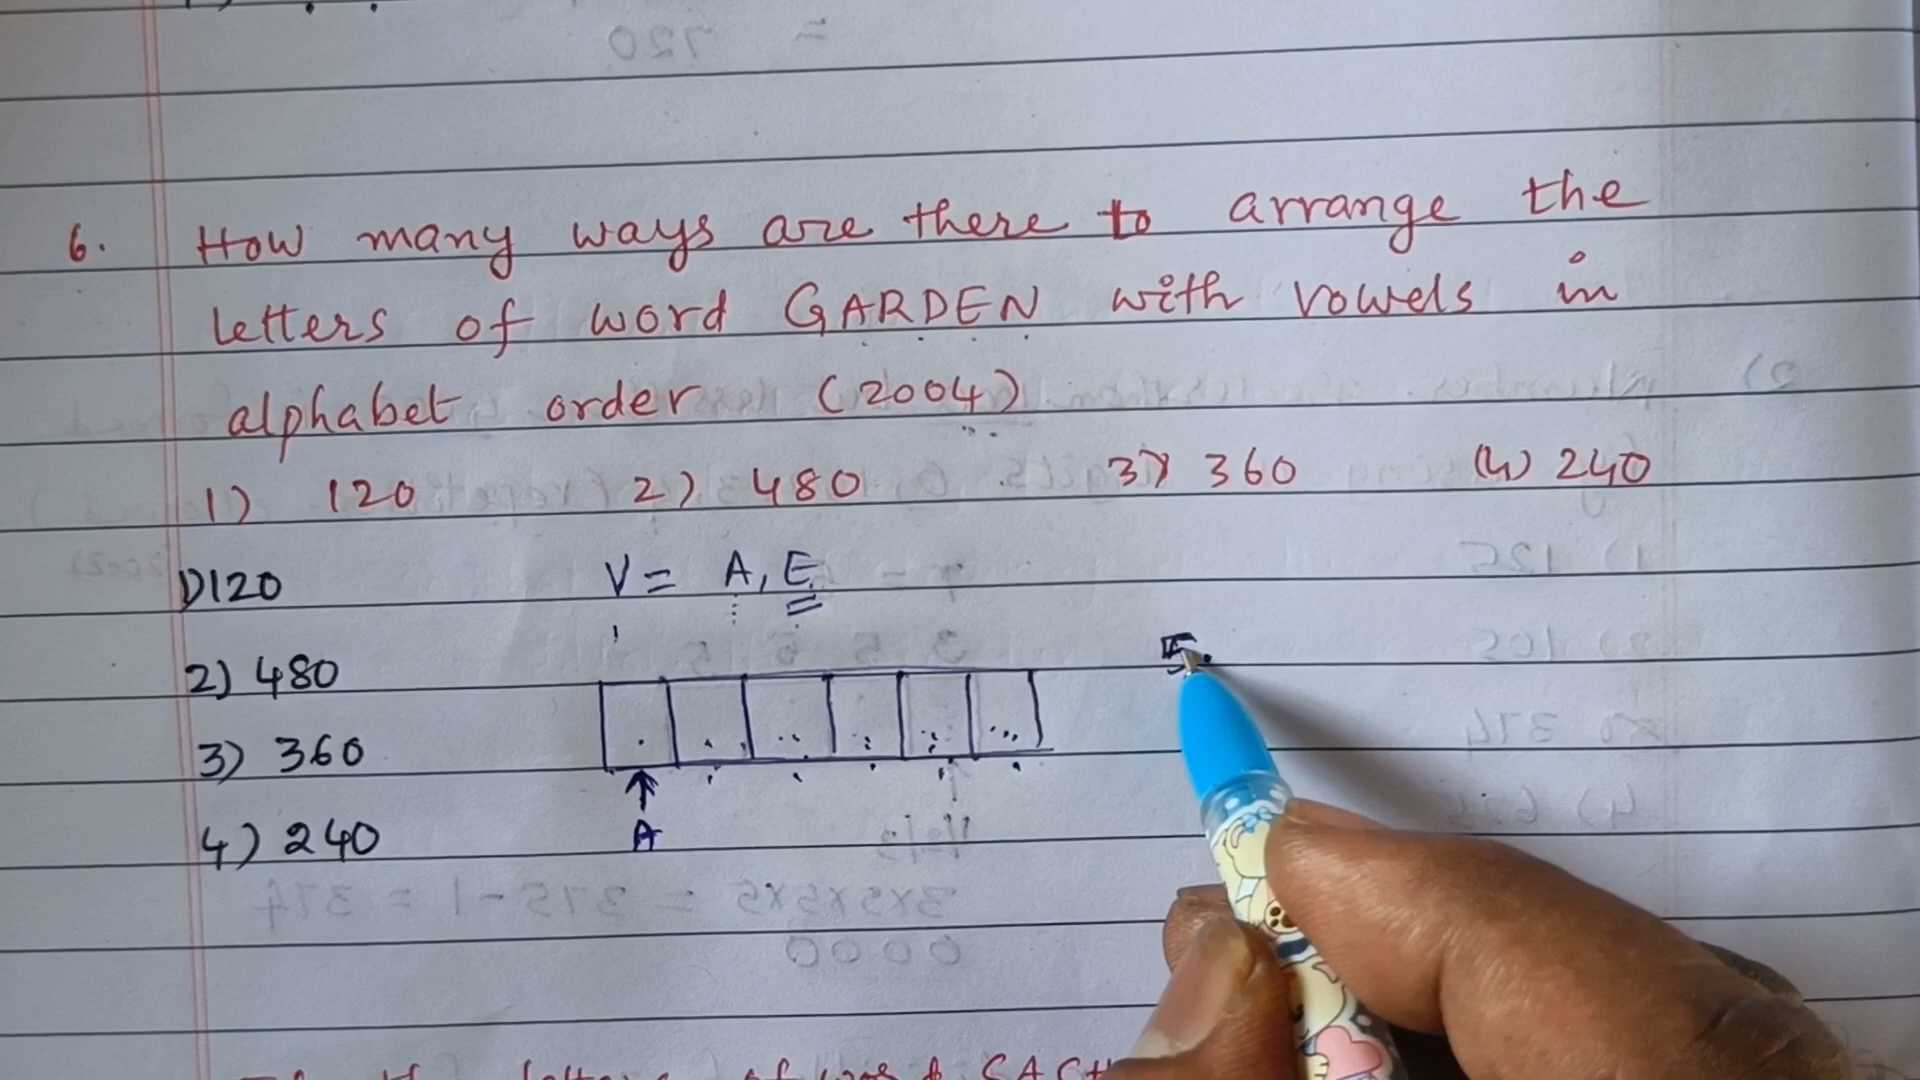 6. How many ways are there to arrange the
letters of word GARDEN with vowels in
alphabet order (2004)
1) 120 2) 480 3) 360 (4) 240
1) 120
V = A, E
2) 480
5.
3) 360
A
4) 240